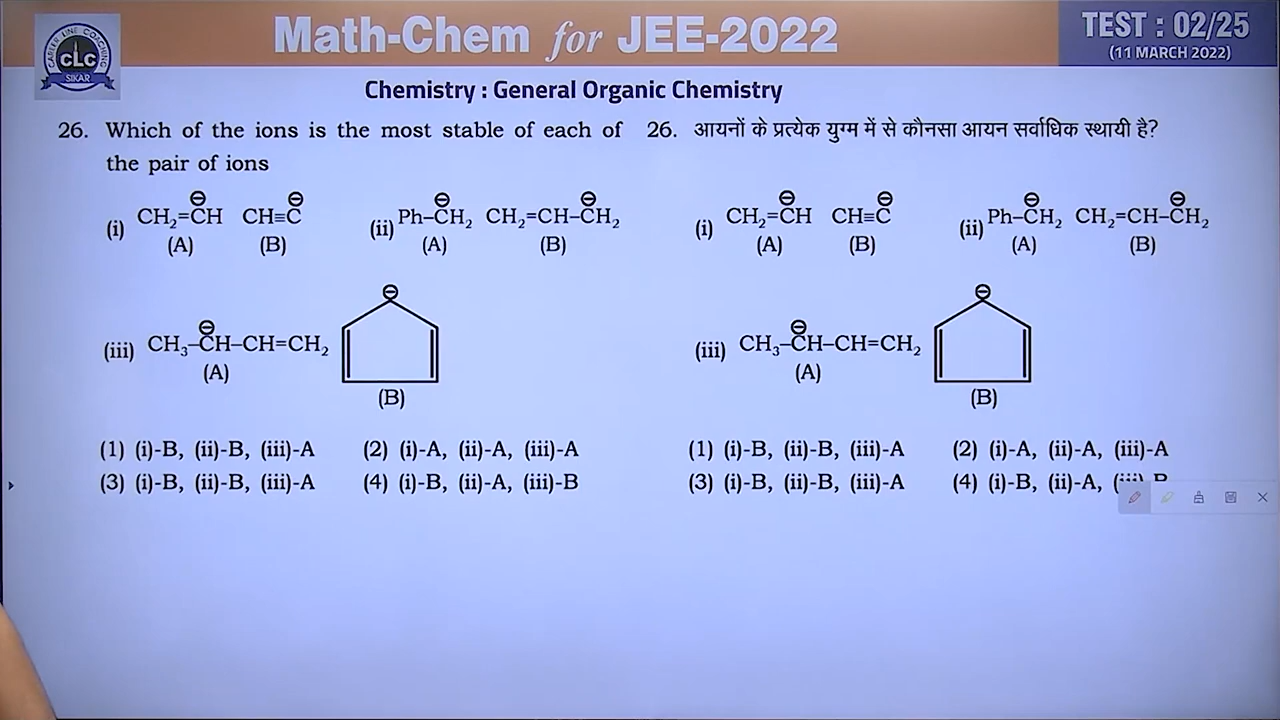 CAREER LINE COACHING
CLC
SIKAR
Math-Chem for JEE-2022
TEST : 02/25
(11 MARCH 2022)
Chemistry : General Organic Chemistry
26. Which of the ions is the most stable of each of
the pair of ions
(i) CH₂=C⊖H CH≡C⊖ (ii) Ph–C⊖H₂ CH₂=CH–C⊖H₂
(A) (B) (A) (B)
⊖
(iii) CH₃–C⊖H–CH=CH₂
(A)
(B)
(1) (i)-B, (ii)-B, (iii)-A (2) (i)-A, (ii)-A, (iii)-A
(3) (i)-B, (ii)-B, (iii)-A (4) (i)-B, (ii)-A, (iii)-B
26. आयनों के प्रत्येक युग्म में से कौनसा आयन सर्वाधिक स्थायी है?
(i) CH₂=C⊖H CH≡C⊖ (ii) Ph–C⊖H₂ CH₂=CH–C⊖H₂
(A) (B) (A) (B)
⊖
(iii) CH₃–C⊖H–CH=CH₂
(A)
(B)
(1) (i)-B, (ii)-B, (iii)-A (2) (i)-A, (ii)-A, (iii)-A
(3) (i)-B, (ii)-B, (iii)-A (4) (i)-B, (ii)-A,